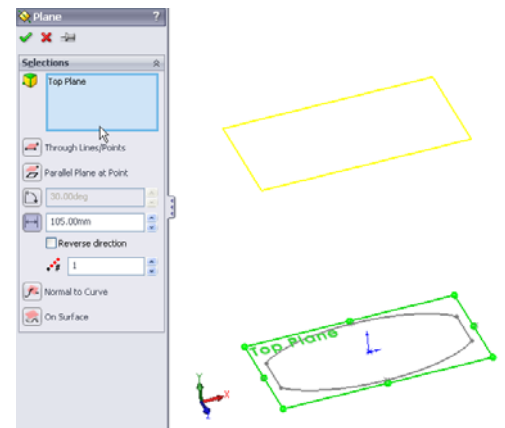 Plane ?
Selections
Top Plane
Through Lines/Points
Parallel Plane at Point
30.00deg
105.00mm
Reverse direction
1
Normal to Curve
On Surface
Top Plane
Y
X
Z